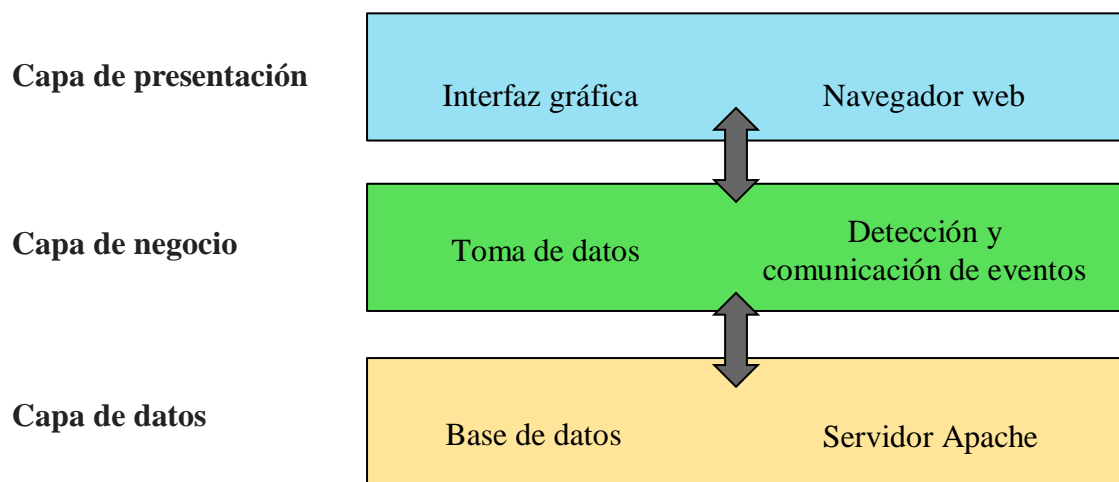 Capa de presentación
Interfaz gráfica
Navegador web
Capa de negocio
Toma de datos
Detección y
comunicación de eventos
Capa de datos
Base de datos
Servidor Apache